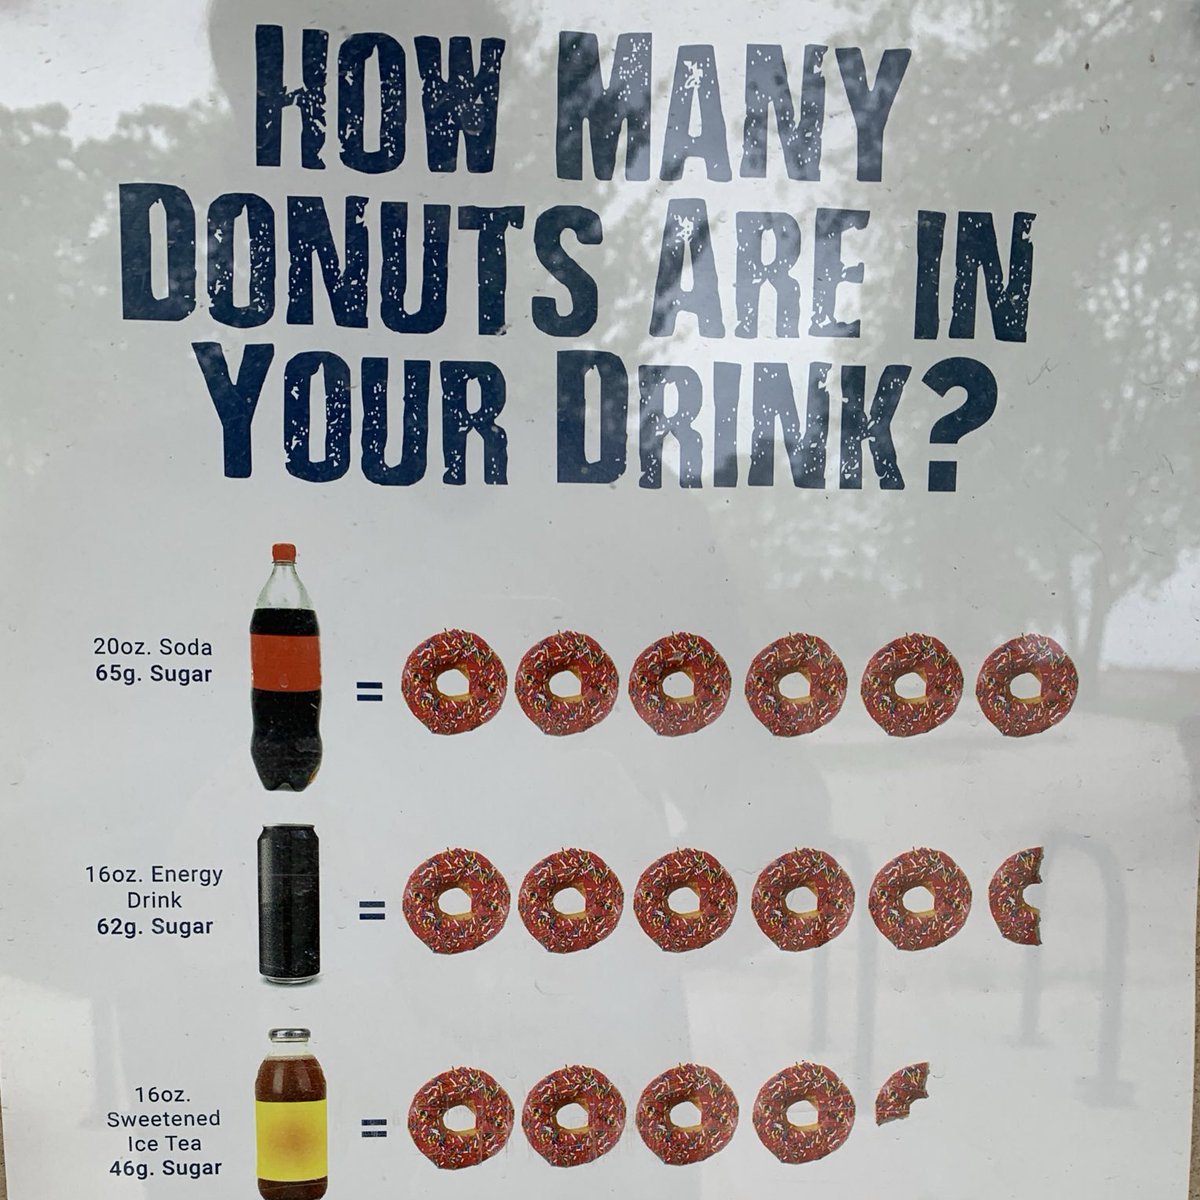 HOW MANY
DONUTS ARE IN
YOUR DRINK?
20oz. Soda
65g. Sugar
=
16oz. Energy
Drink
62g. Sugar
=
16oz.
Sweetened
Ice Tea
46g. Sugar
=